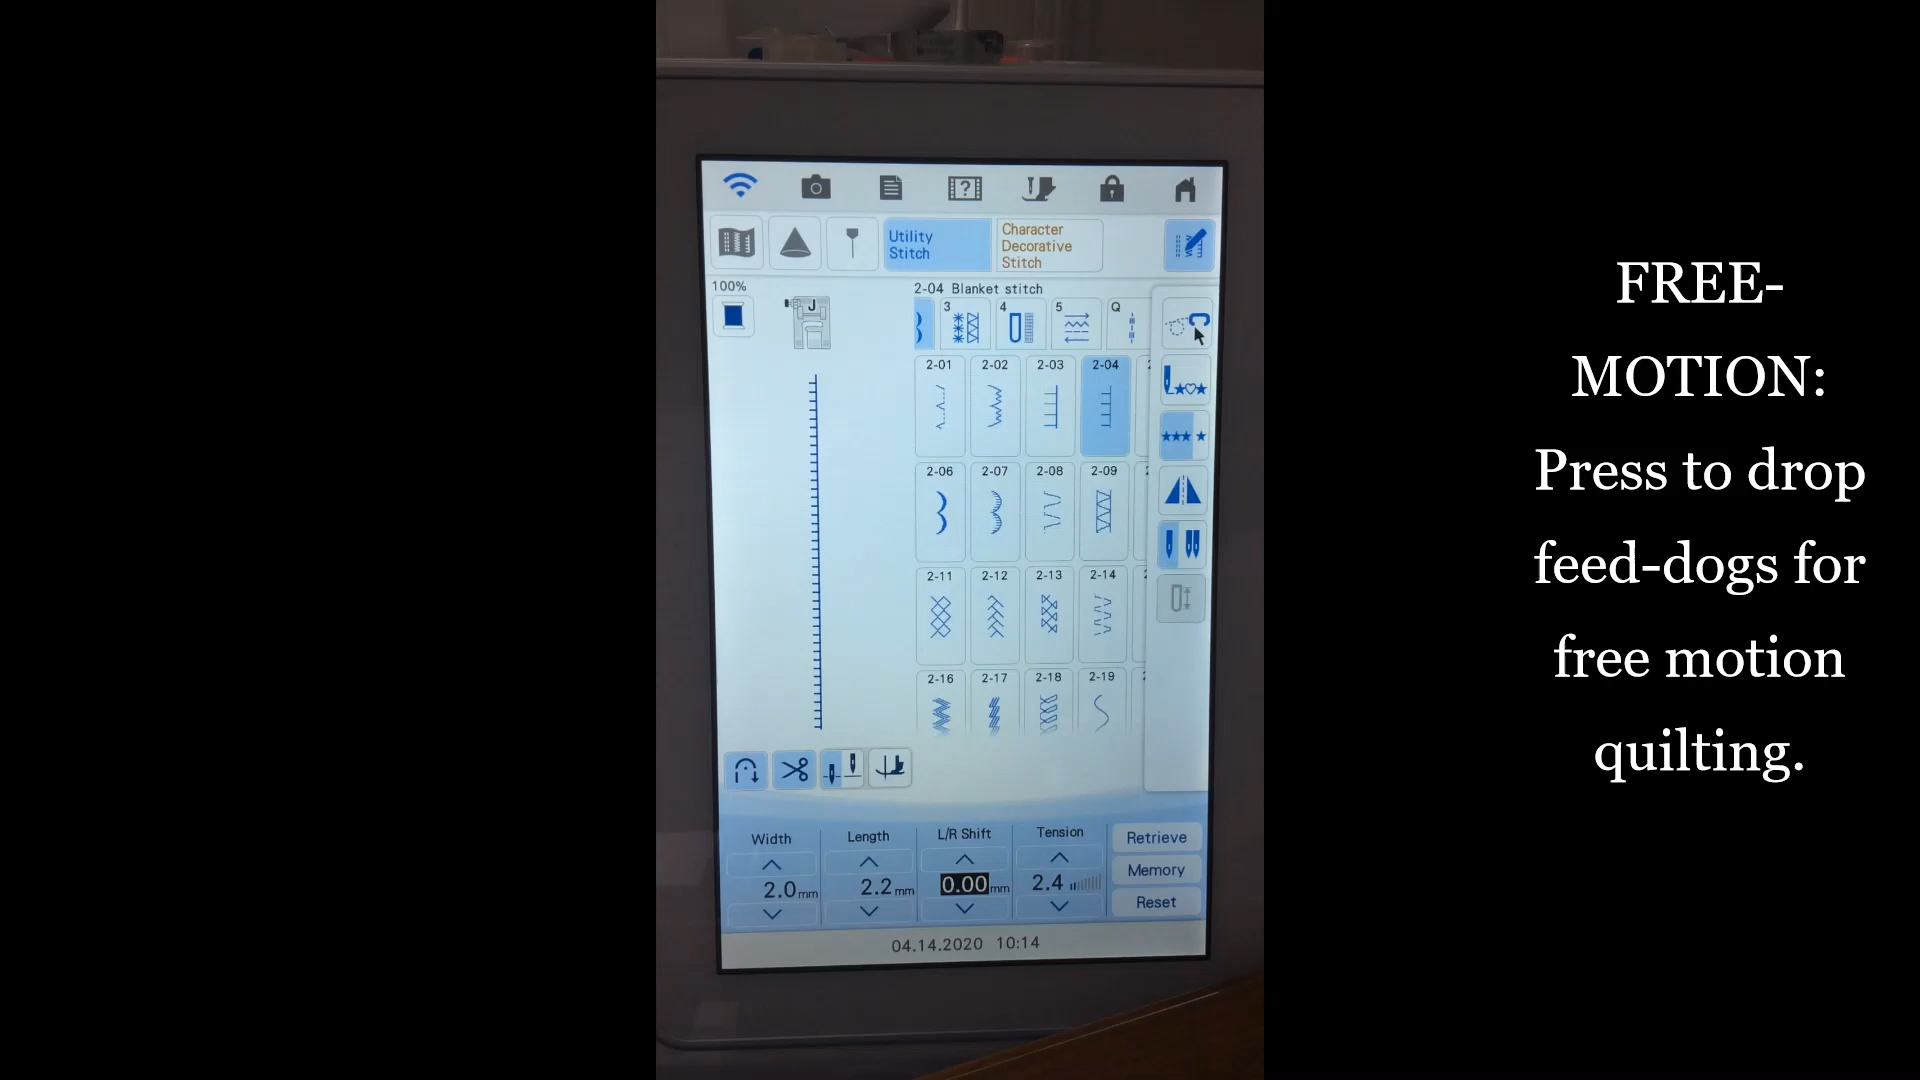 Utility
Stitch
Character
Decorative
Stitch
100%
J
2-04 Blanket stitch
3
4
5
Q
2-01
2-02
2-03
2-04
2-06
2-07
2-08
2-09
2-11
2-12
2-13
2-14
2-16
2-17
2-18
2-19
Width
Length
L/R Shift
Tension
2.0 mm
2.2 mm
0.00 mm
2.4
Retrieve
Memory
Reset
04.14.2020 10:14
FREE-
MOTION:
Press to drop
feed-dogs for
free motion
quilting.